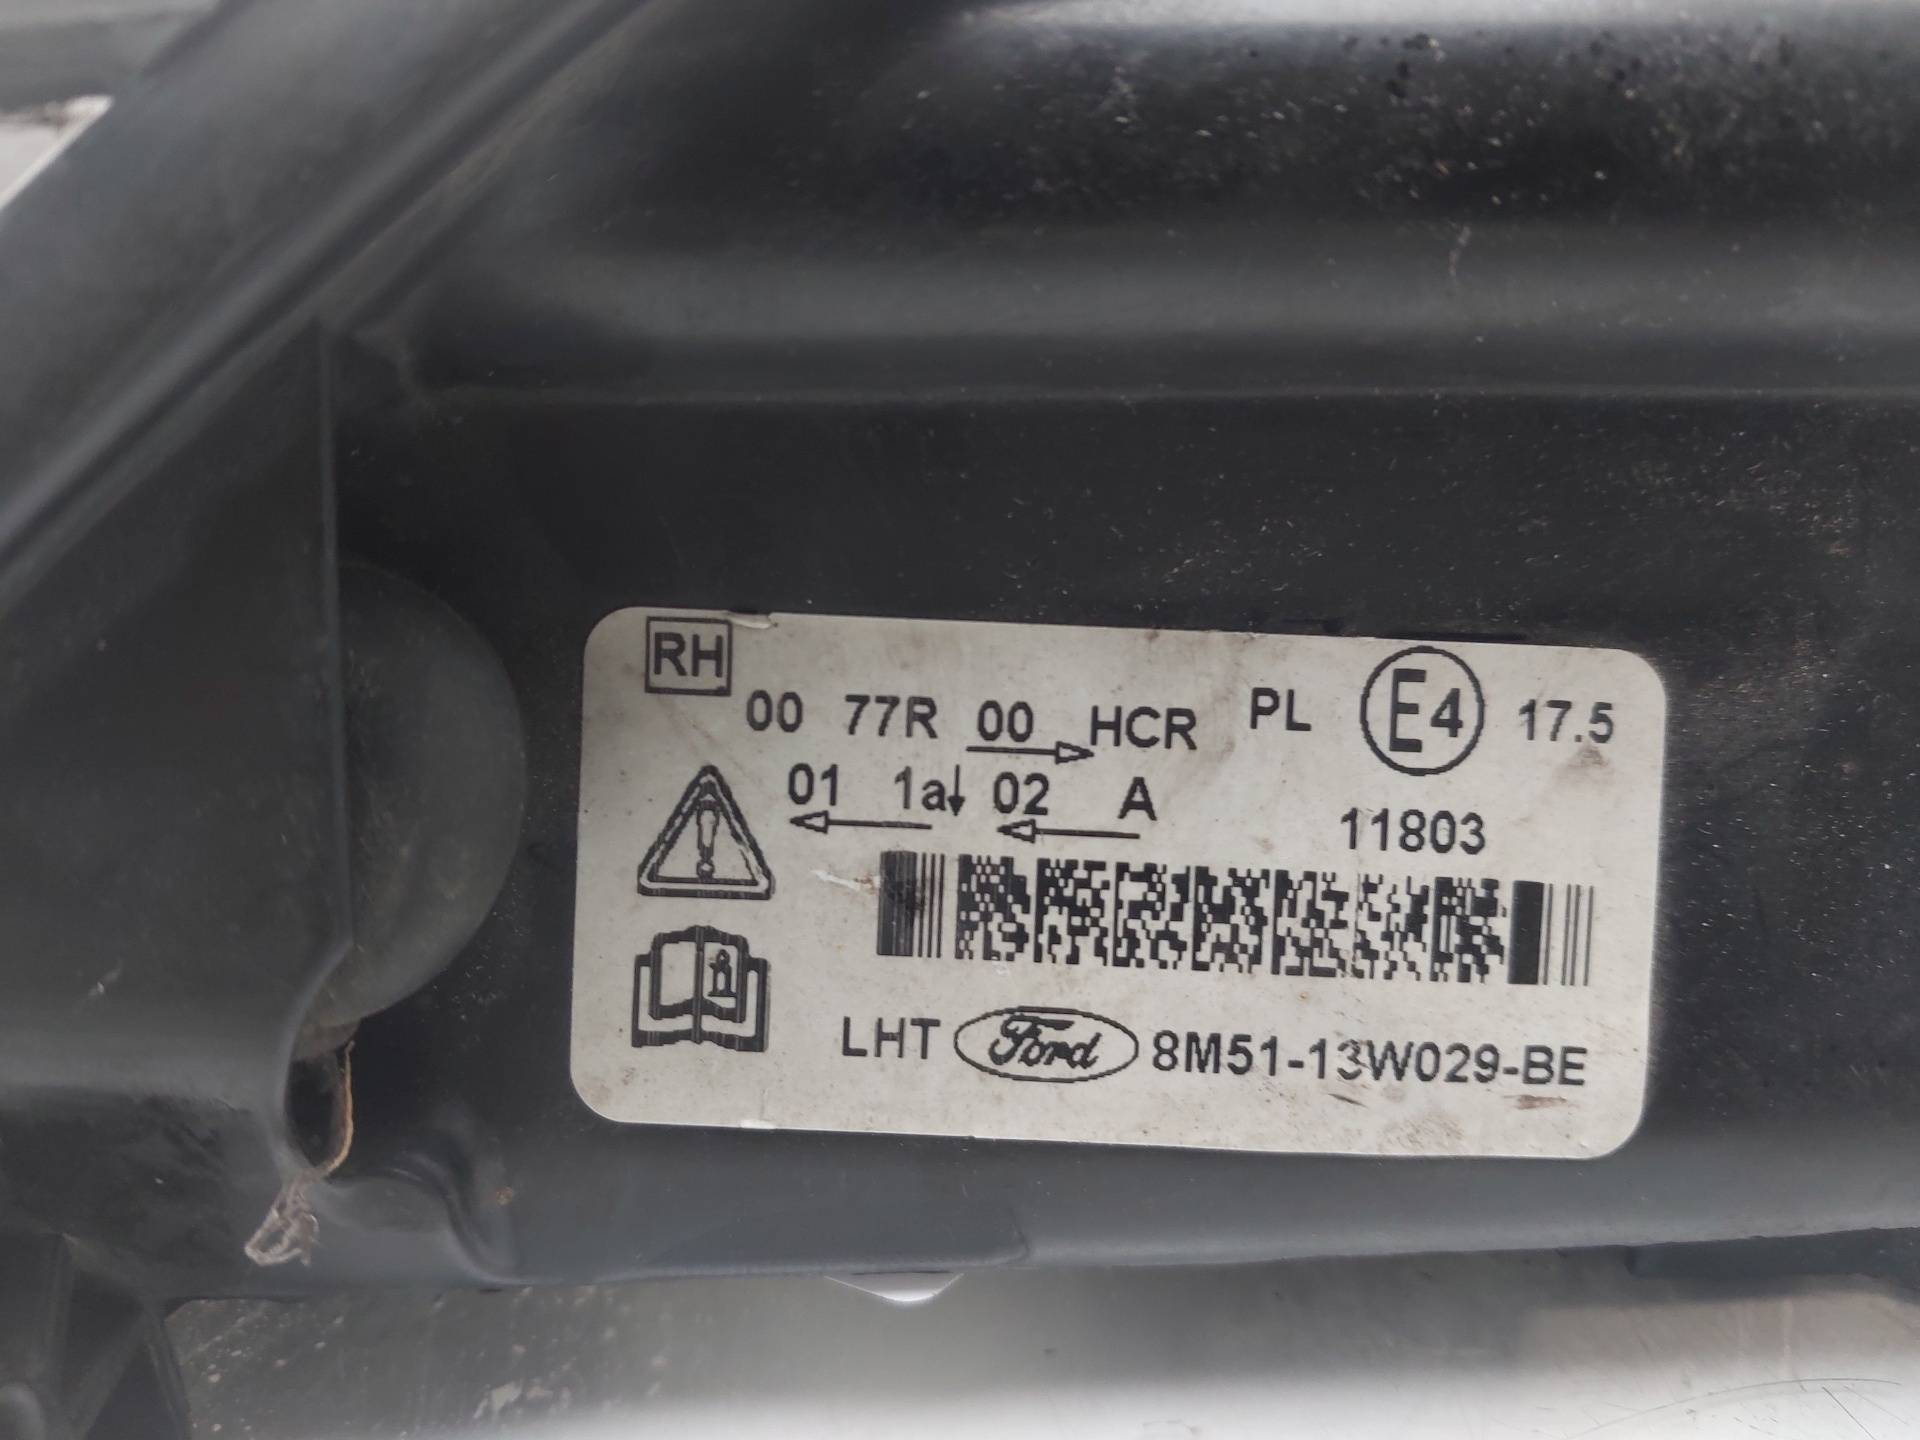 RH
00 77R 00 HCR PL E4 17.5
01 1a 02 A
11803
LHT Ford 8M51-13W029-BE